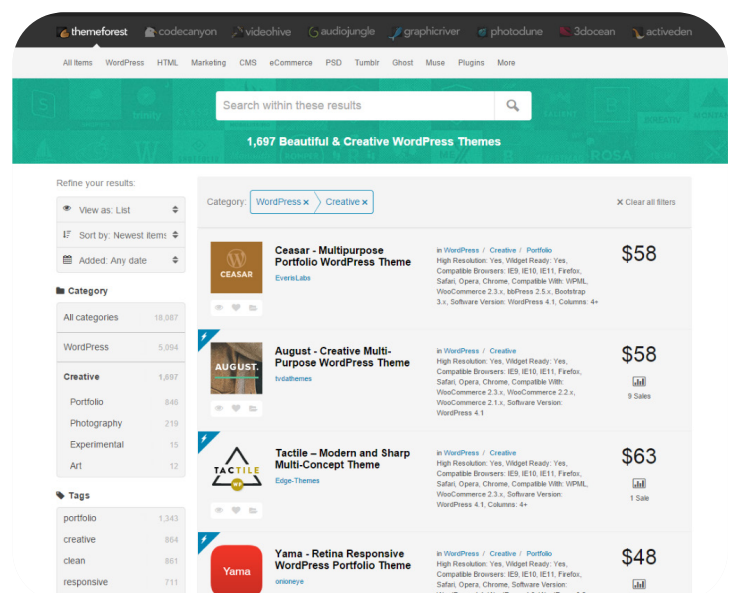 themeforest codecanyon videohive audiojungle graphicriver photodune 3docean activeden
All Items WordPress HTML Marketing CMS eCommerce PSD Tumblr Ghost Muse Plugins More
Search within these results
1,697 Beautiful & Creative WordPress Themes
Refine your results:
View as: List
Sort by: Newest items
Added: Any date
Category
All categories 18,087
WordPress 5,094
Creative 1,697
Portfolio 846
Photography 219
Experimental 15
Art 12
Tags
portfolio 1,343
creative 864
clean 861
responsive 711
Category: WordPress x Creative x
X Clear all filters
CEASAR
Ceasar - Multipurpose
Portfolio WordPress Theme
EverisLabs
in WordPress / Creative / Portfolio
High Resolution: Yes, Widget Ready: Yes,
Compatible Browsers: IE9, IE10, IE11, Firefox,
Safari, Opera, Chrome, Compatible With: WPML,
WooCommerce 2.3.x, bbPress 2.5.x, Bootstrap
3.x, Software Version: WordPress 4.1, Columns: 4+
$58
AUGUST.
August - Creative Multi-
Purpose WordPress Theme
tvdathemes
in WordPress / Creative
High Resolution: Yes, Widget Ready: Yes,
Compatible Browsers: IE9, IE10, IE11, Firefox,
Safari, Opera, Chrome, Compatible With:
WooCommerce 2.3.x, WooCommerce 2.2.x,
WooCommerce 2.1.x, Software Version:
WordPress 4.1
$58
9 Sales
TACTILE
WP
Tactile – Modern and Sharp
Multi-Concept Theme
Edge-Themes
in WordPress / Creative
High Resolution: Yes, Widget Ready: Yes,
Compatible Browsers: IE9, IE10, IE11, Firefox,
Safari, Opera, Chrome, Compatible With: WPML,
WooCommerce 2.3.x, Software Version:
WordPress 4.1, Columns: 4+
$63
1 Sale
Yama
Yama - Retina Responsive
WordPress Portfolio Theme
onioneye
in WordPress / Creative / Portfolio
High Resolution: Yes, Widget Ready: Yes,
Compatible Browsers: IE9, IE10, IE11, Firefox,
Safari, Opera, Chrome, Software Version:
$48